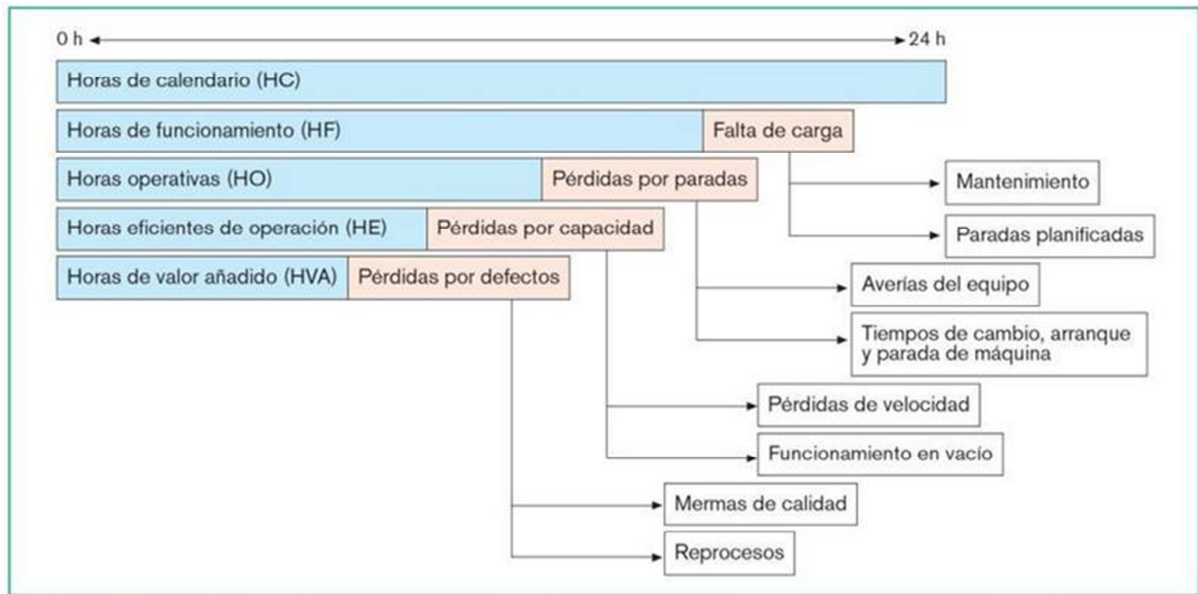 0 h
24 h
Horas de calendario (HC)
Horas de funcionamiento (HF)
Falta de carga
Horas operativas (HO)
Pérdidas por paradas
Mantenimiento
Horas eficientes de operación (HE)
Pérdidas por capacidad
Paradas planificadas
Horas de valor añadido (HVA)
Pérdidas por defectos
Averías del equipo
Tiempos de cambio, arranque
y parada de máquina
Pérdidas de velocidad
Funcionamiento en vacío
Mermas de calidad
Reprocesos